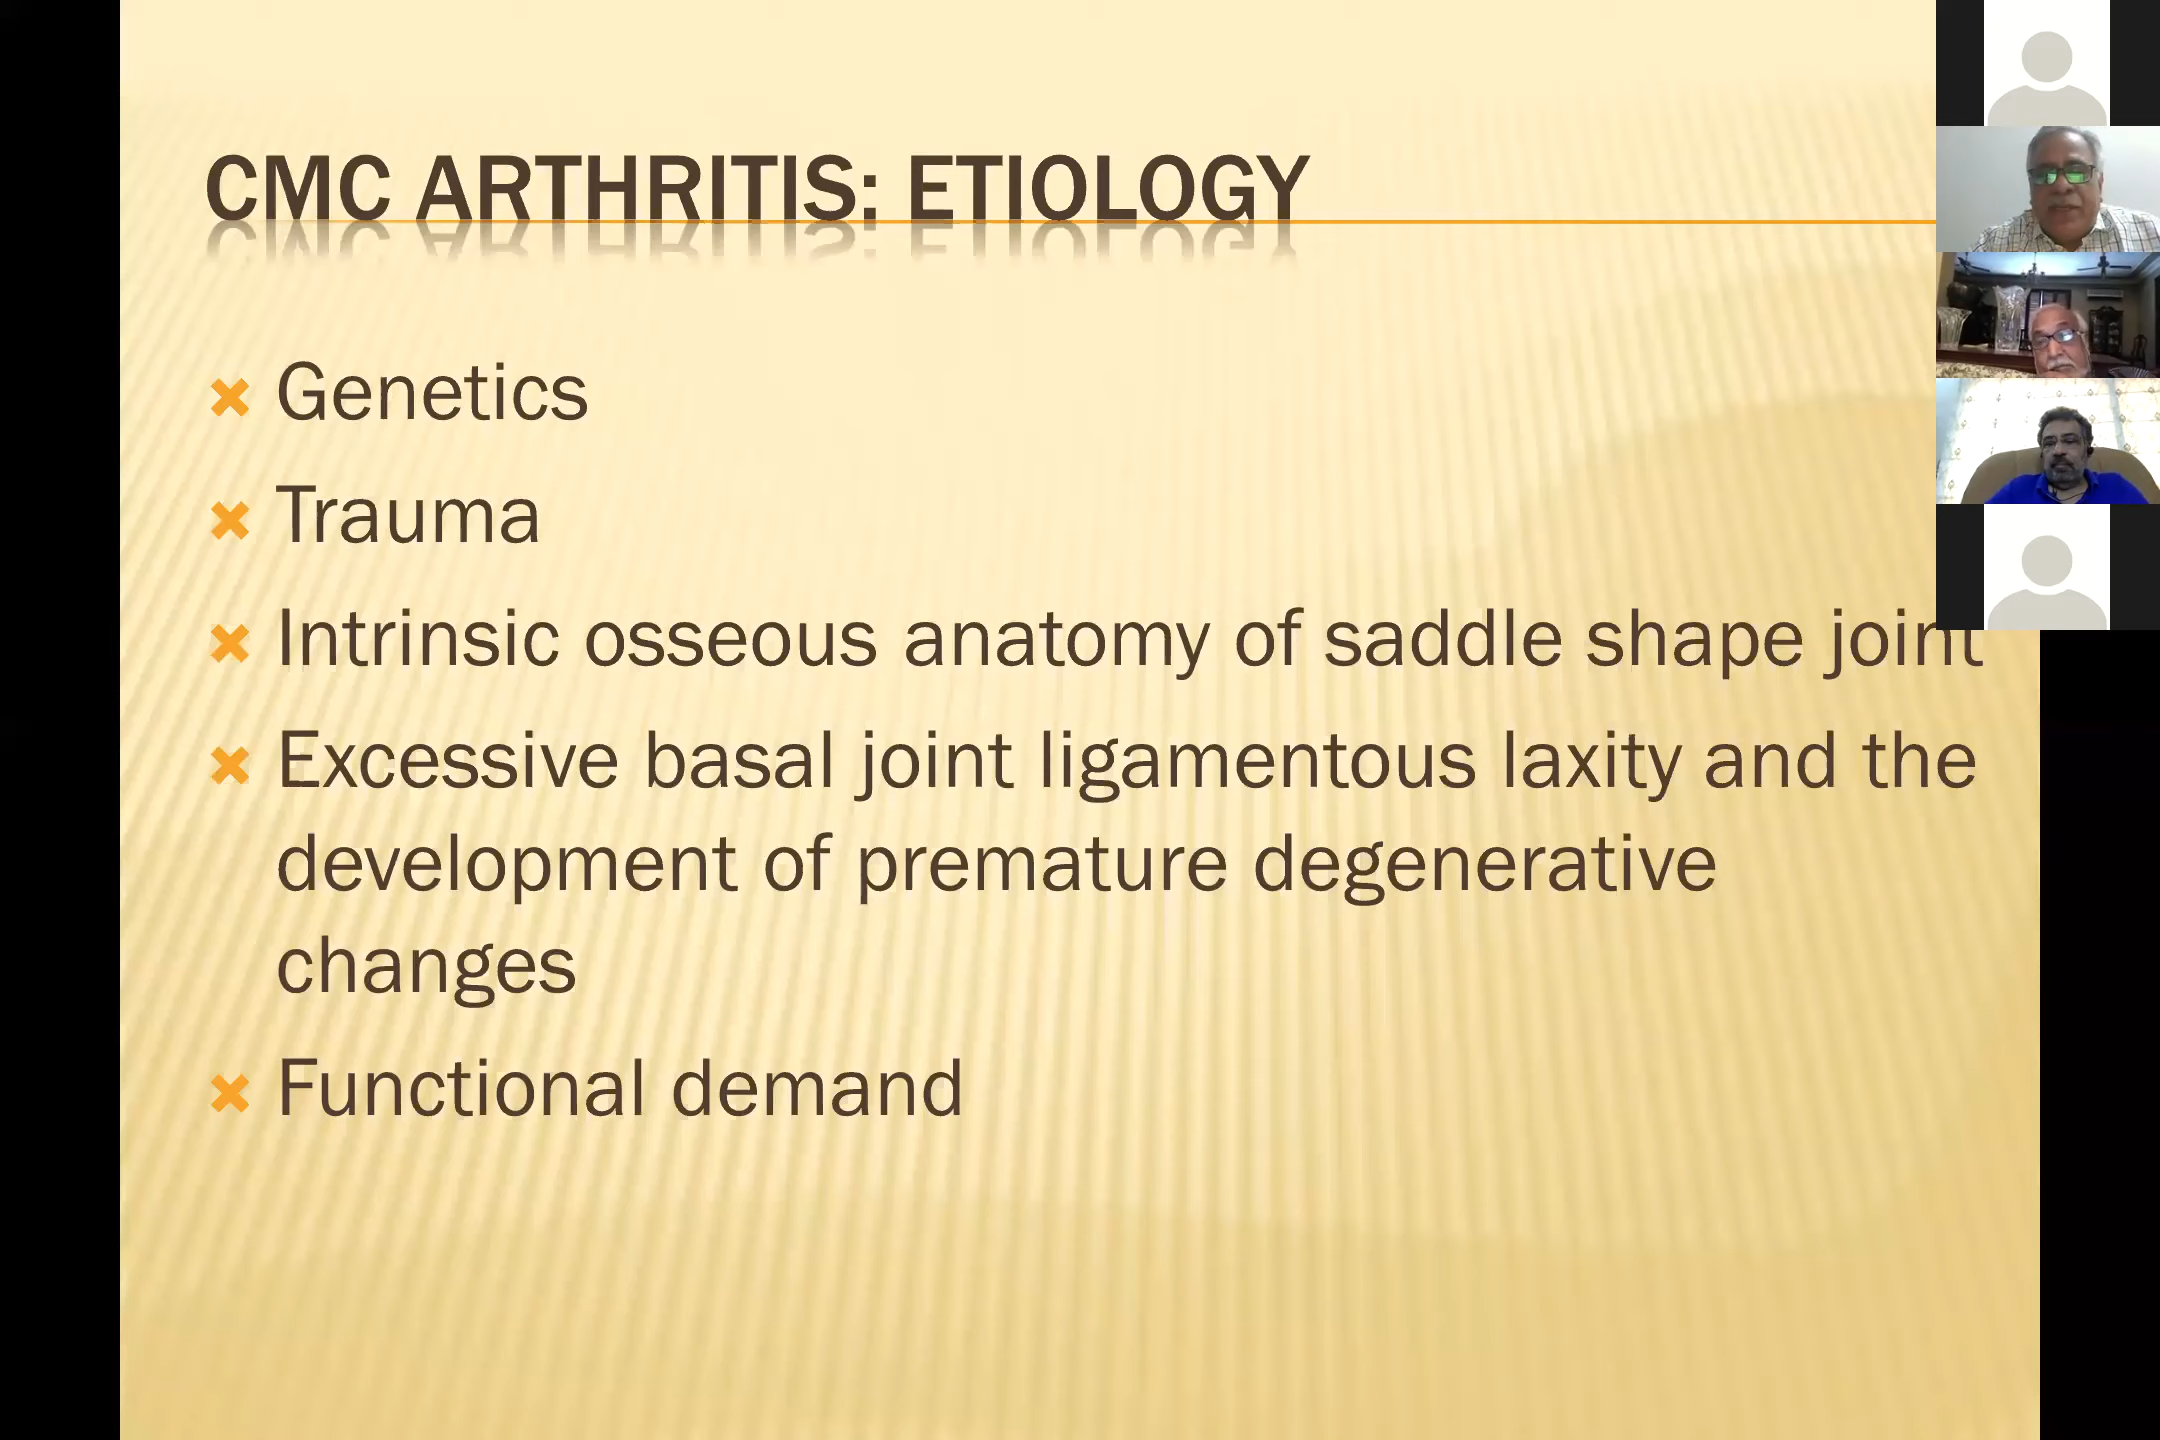 CMC ARTHRITIS: ETIOLOGY
Genetics
Trauma
Intrinsic osseous anatomy of saddle shape joint
Excessive basal joint ligamentous laxity and the
development of premature degenerative
changes
Functional demand